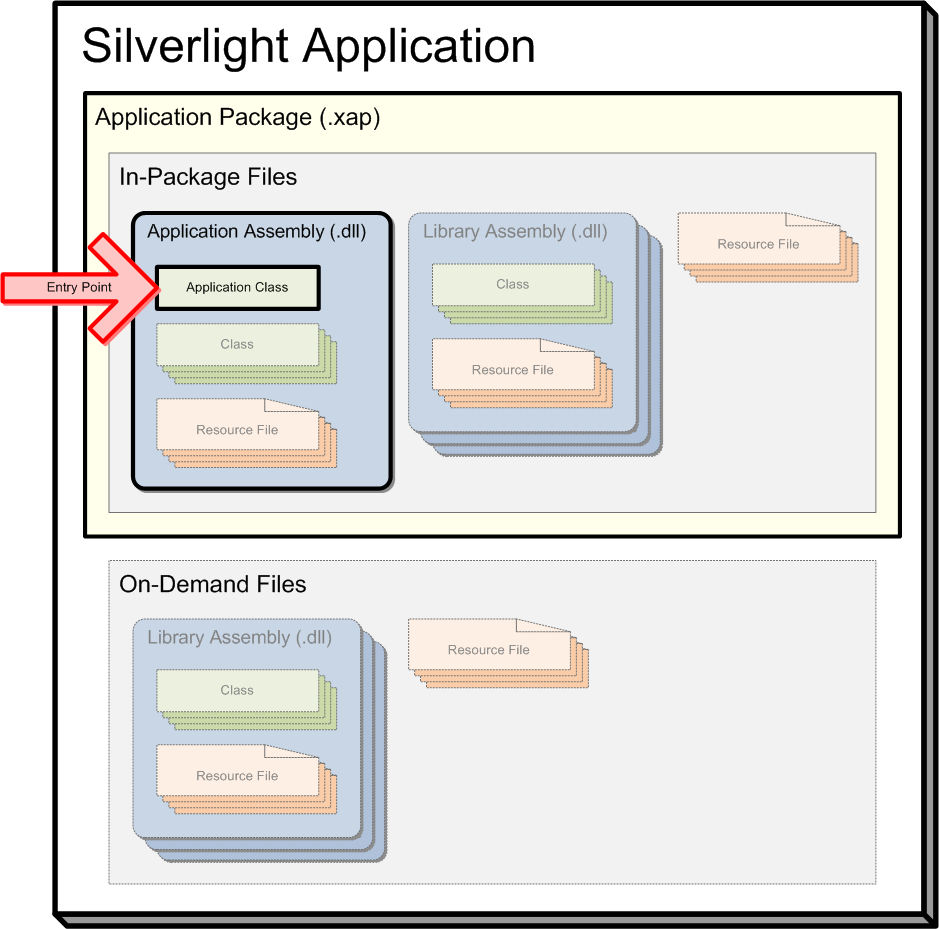 Silverlight Application
Application Package (.xap)
In-Package Files
Application Assembly (.dll)
Entry Point
Application Class
Class
Resource File
Library Assembly (.dll)
Class
Resource File
Resource File
On-Demand Files
Library Assembly (.dll)
Class
Resource File
Resource File